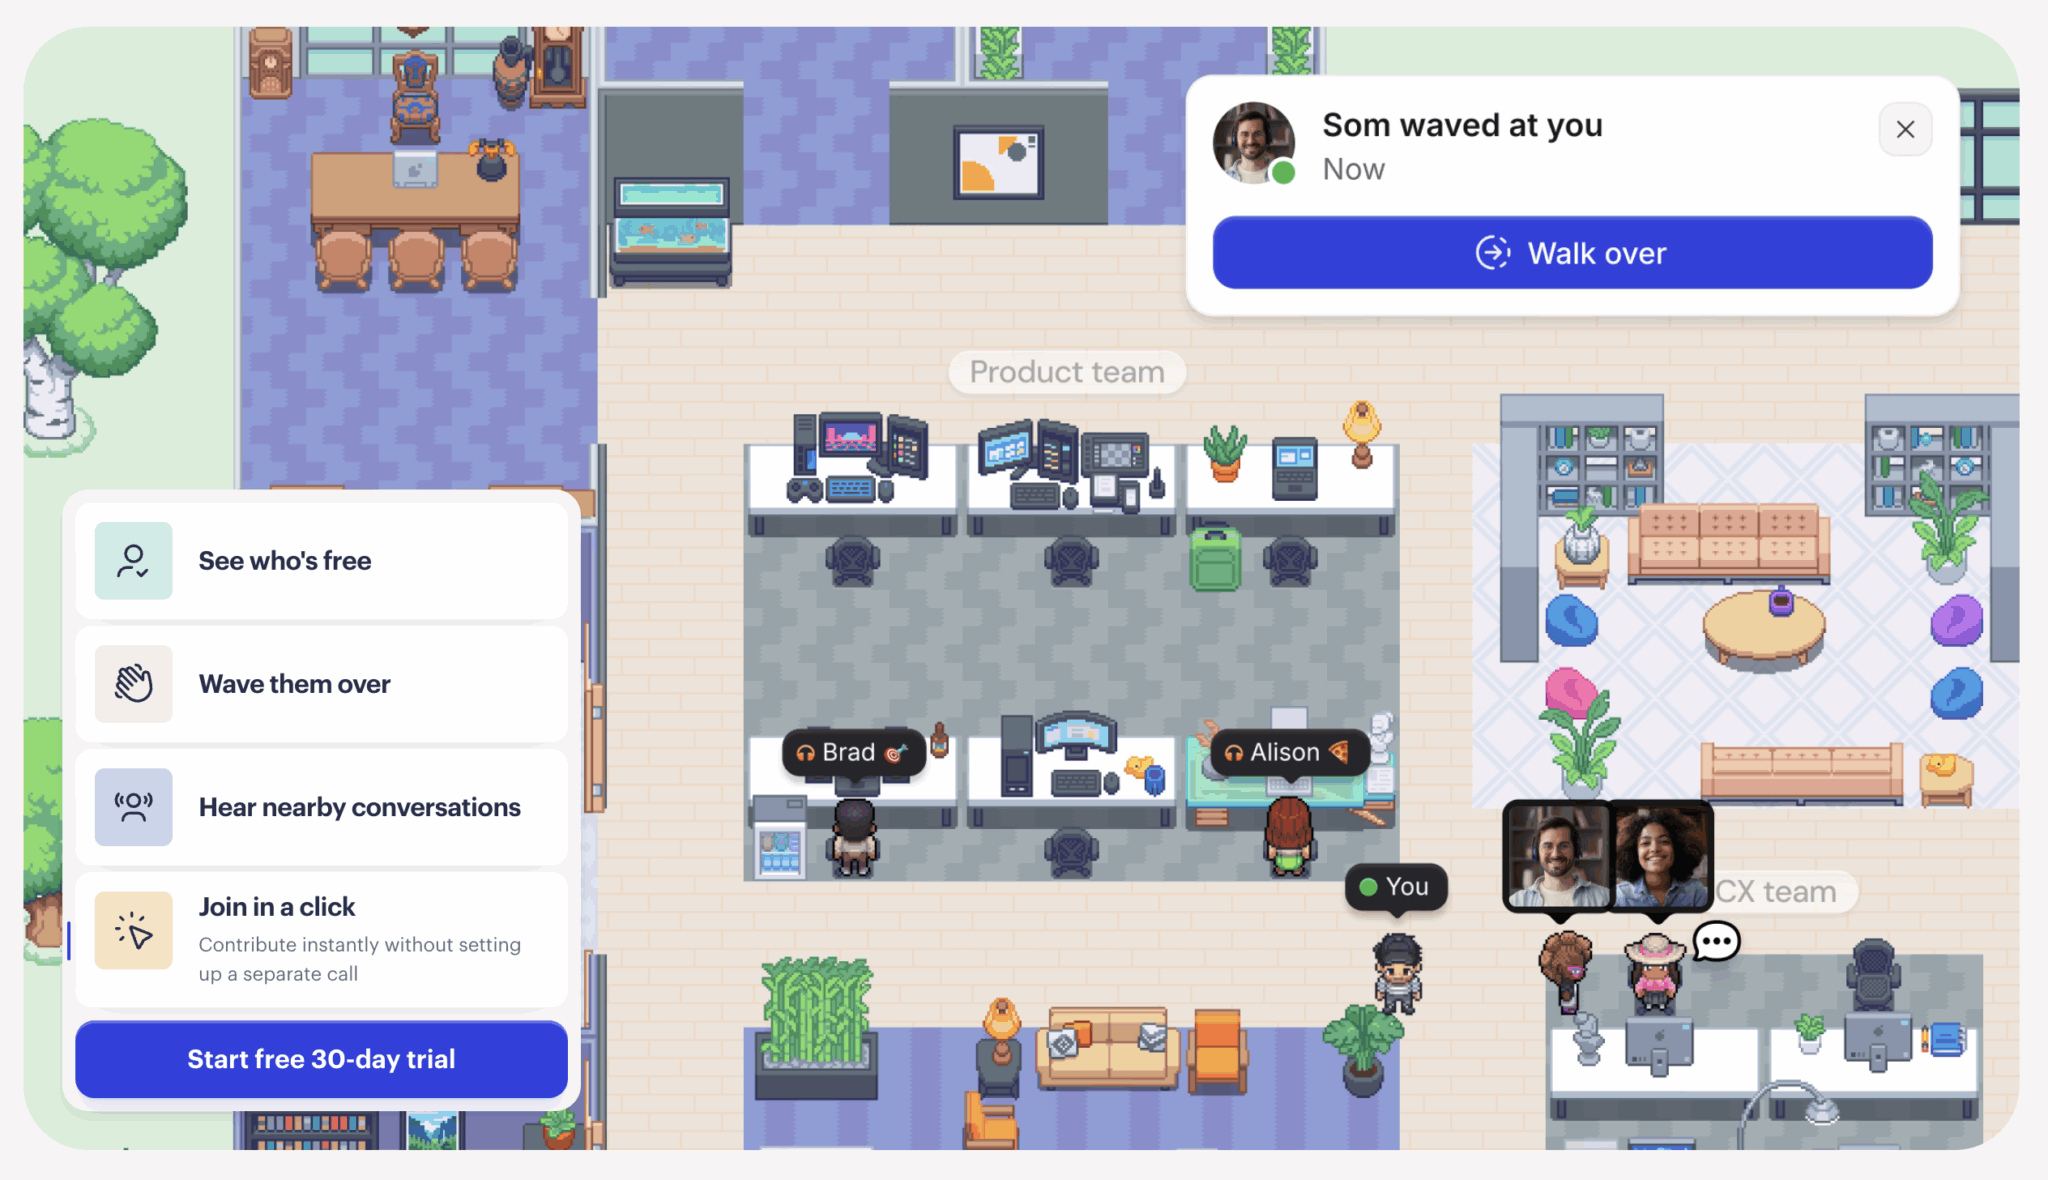 Som waved at you
Now
Walk over
Product team
See who's free
Wave them over
Hear nearby conversations
Join in a click
Contribute instantly without setting
up a separate call
Start free 30-day trial
Brad
Alison
You
CX team